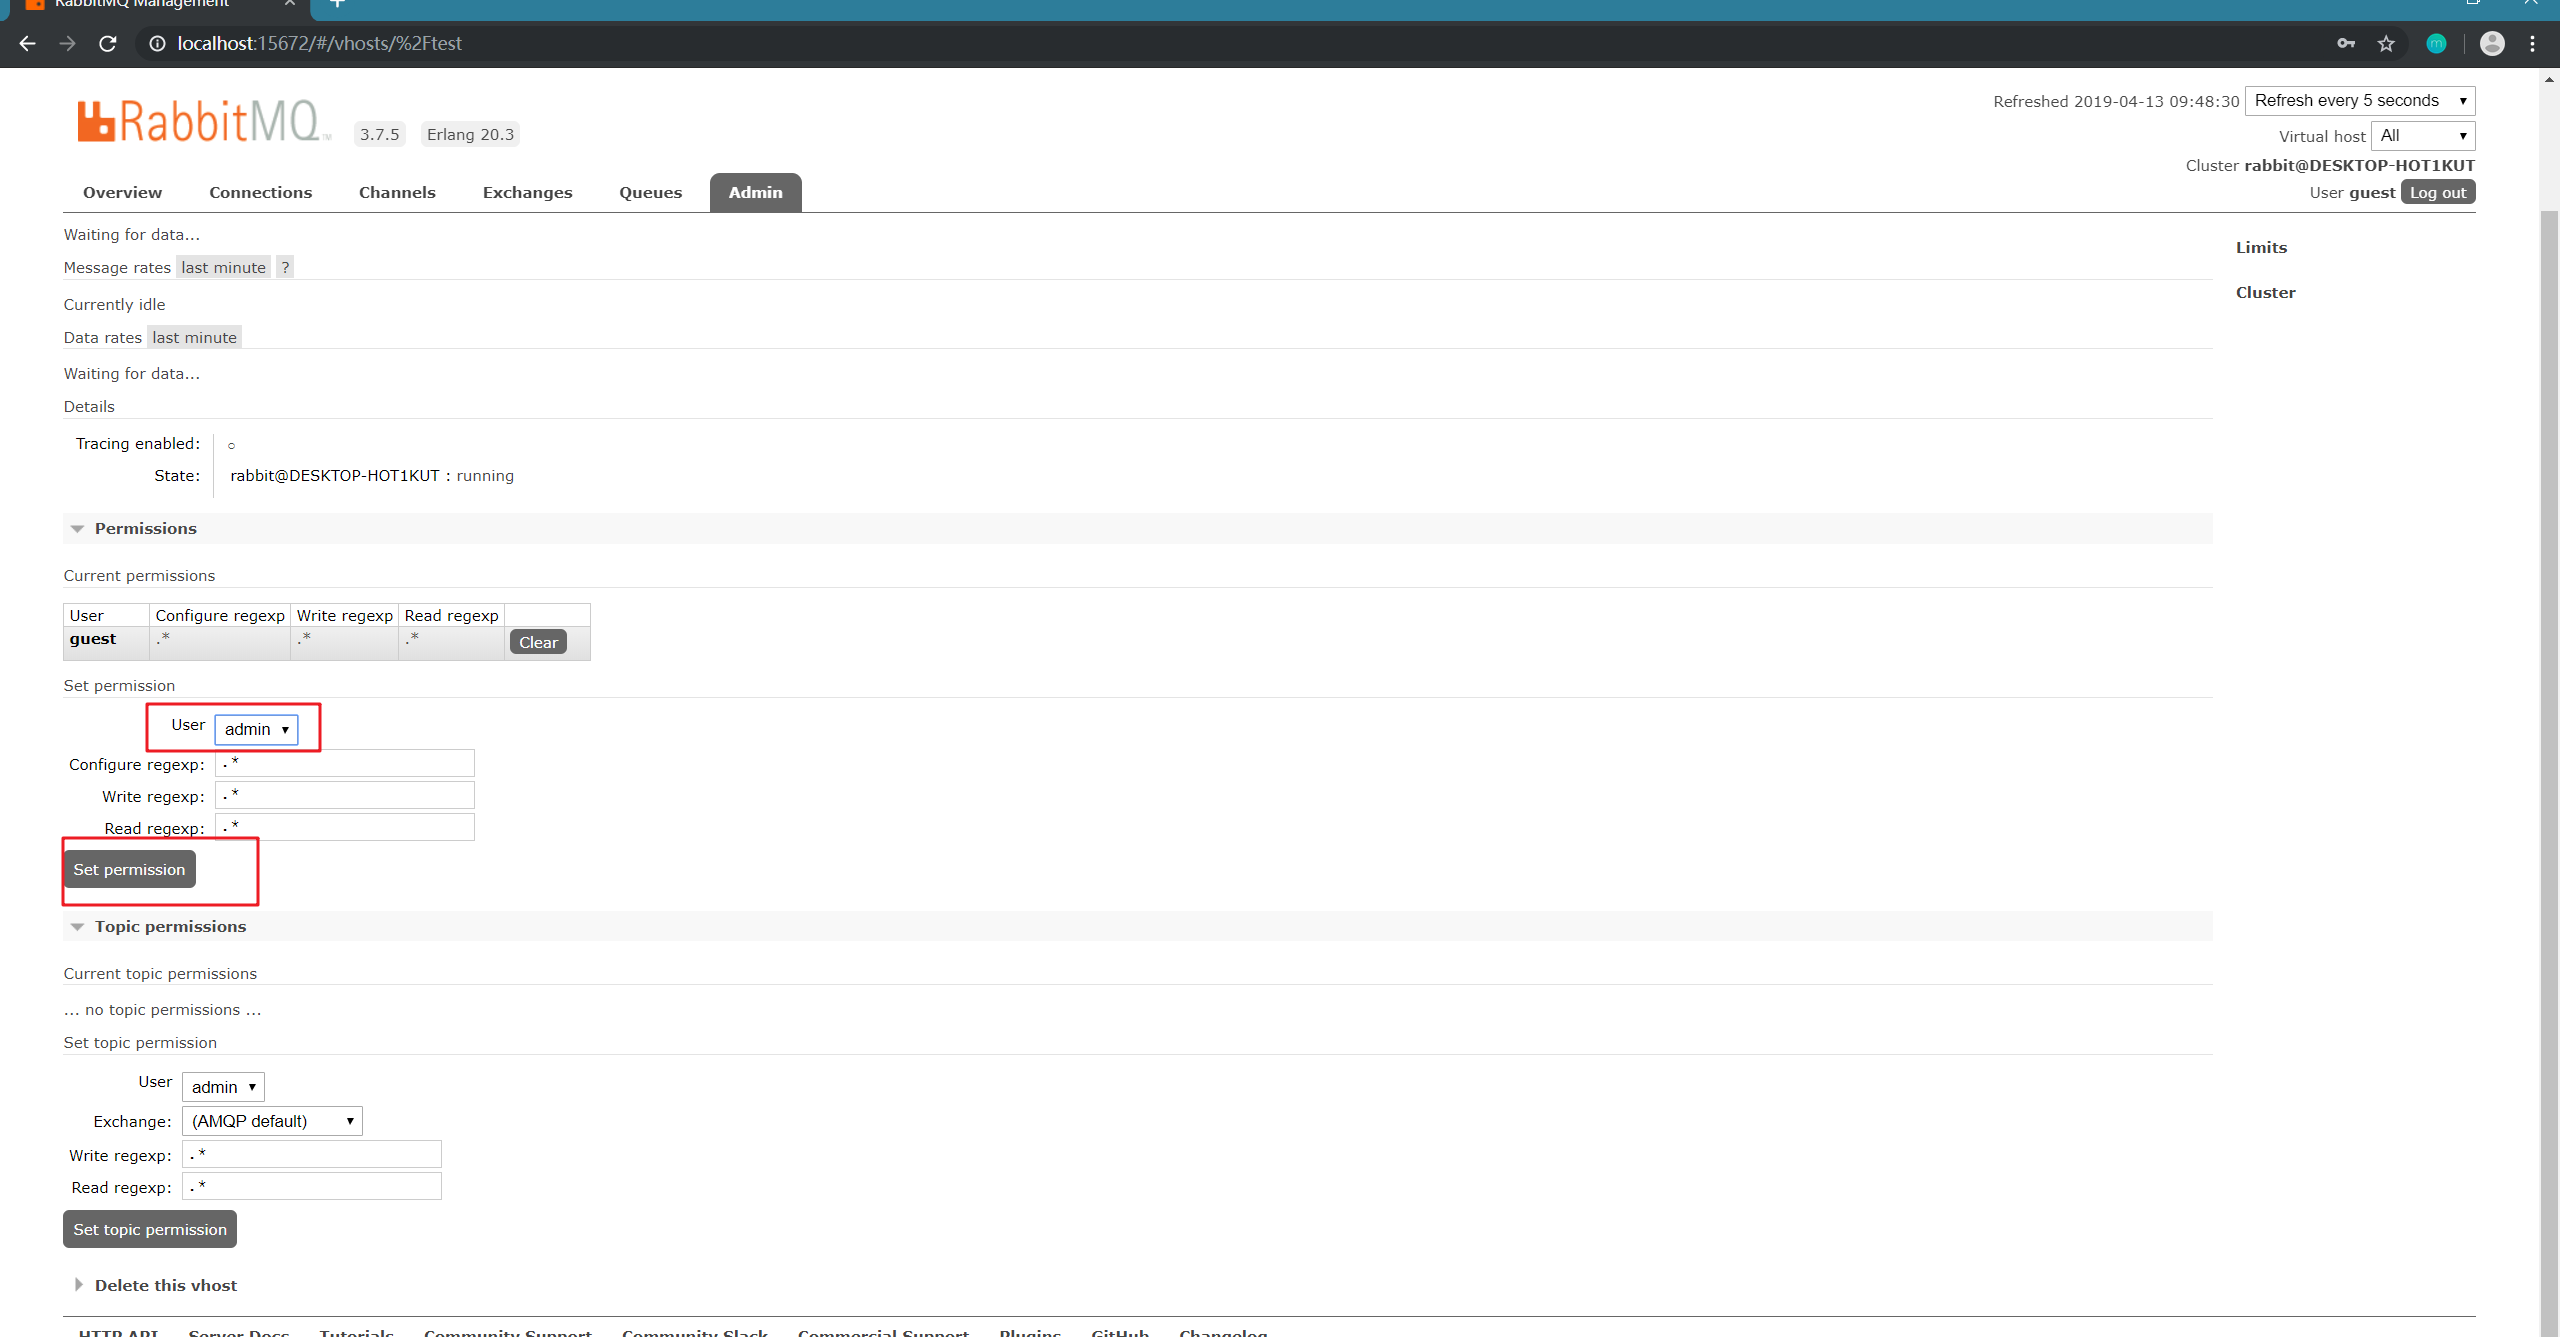 RabbitMQ Management
localhost:15672/#/vhosts/%2Ftest
RabbitMQ TM 3.7.5 Erlang 20.3
Refreshed 2019-04-13 09:48:30 Refresh every 5 seconds
Virtual host All
Cluster rabbit@DESKTOP-HOT1KUT
User guest Log out
Overview Connections Channels Exchanges Queues Admin
Waiting for data...
Message rates last minute ?
Currently idle
Data rates last minute
Waiting for data...
Details
Tracing enabled: ○
State: rabbit@DESKTOP-HOT1KUT : running
Limits
Cluster
Permissions
Current permissions
User Configure regexp Write regexp Read regexp
guest .* .* .* Clear
Set permission
User admin
Configure regexp: .*
Write regexp: .*
Read regexp: .*
Set permission
Topic permissions
Current topic permissions
... no topic permissions ...
Set topic permission
User admin
Exchange: (AMQP default)
Write regexp: .*
Read regexp: .*
Set topic permission
Delete this vhost
HTTP API Server Docs Tutorials Community Support Community Slack Commercial Support Plugins GitHub Changelog